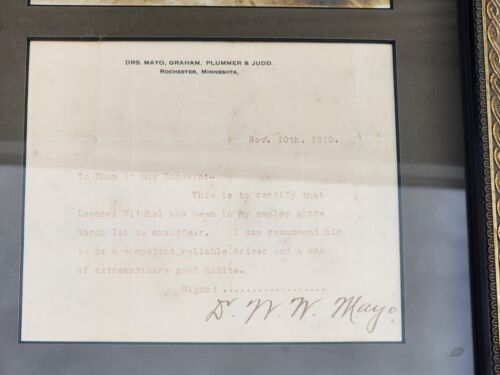 DRS. MAYO, GRAHAM, PLUMMER & JUDD.
ROCHESTER, MINNESOTA,
Nov. 10th, 1910.
To Whom it may Concern:-
This is to certify that
Leonard Mitchel has been in my employ since
March 1st as chauffeur. I can recommend him
to be a competent, reliable driver and a man
of extraordinary good habits.
Signed ..................
Dr. W. W. Mayo.